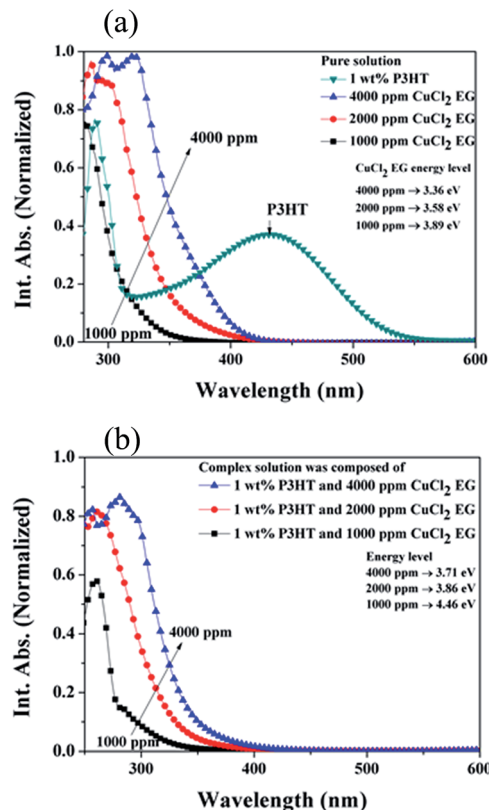 (a)
Int. Abs. (Normalized)
1.0
0.8
0.6
0.4
0.2
0.0
Pure solution
1 wt% P3HT
4000 ppm CuCl2 EG
2000 ppm CuCl2 EG
1000 ppm CuCl2 EG
CuCl2 EG energy level
4000 ppm → 3.36 eV
2000 ppm → 3.58 eV
1000 ppm → 3.89 eV
4000 ppm
P3HT
1000 ppm
300 400 500 600
Wavelength (nm)
(b)
Int. Abs. (Normalized)
1.0
0.8
0.6
0.4
0.2
0.0
Complex solution was composed of
1 wt% P3HT and 4000 ppm CuCl2 EG
1 wt% P3HT and 2000 ppm CuCl2 EG
1 wt% P3HT and 1000 ppm CuCl2 EG
Energy level
4000 ppm → 3.71 eV
2000 ppm → 3.86 eV
1000 ppm → 4.46 eV
4000 ppm
1000 ppm
300 400 500 600
Wavelength (nm)